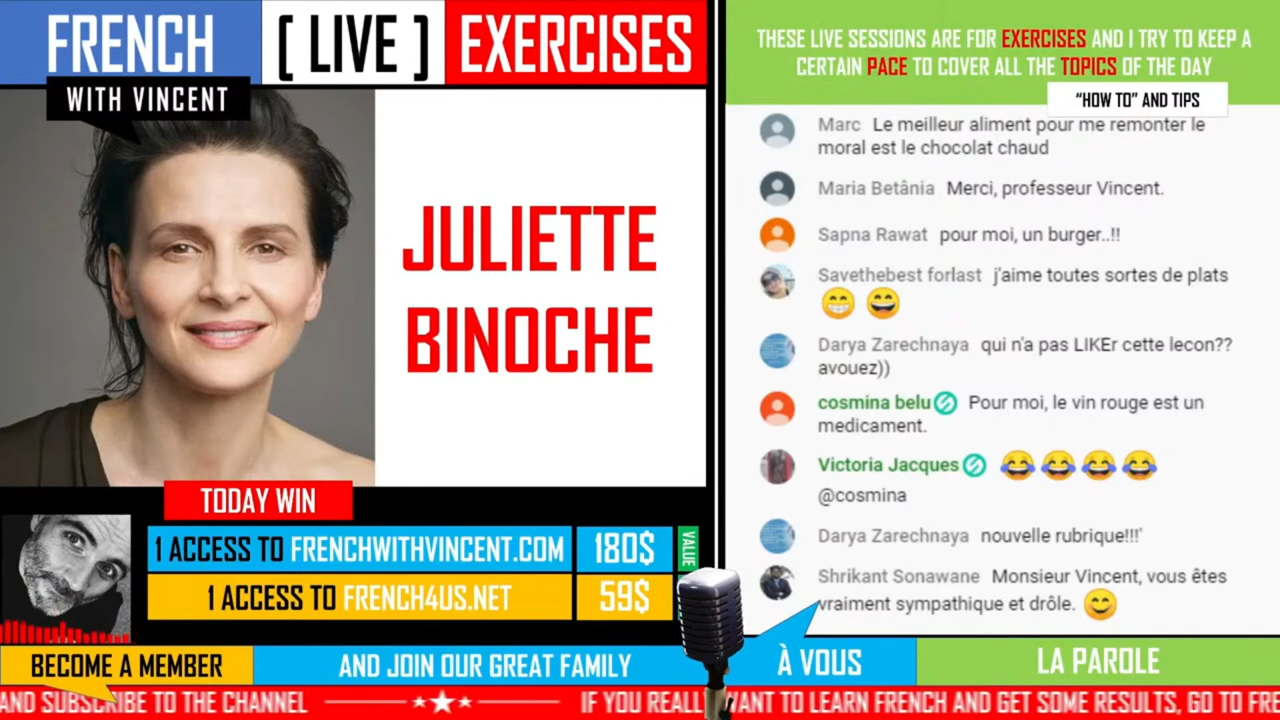 FRENCH
[ LIVE ]
EXERCISES
WITH VINCENT
JULIETTE
BINOCHE
TODAY WIN
1 ACCESS TO FRENCHWITHVINCENT.COM
180$
VALUE
1 ACCESS TO FRENCH4US.NET
59$
BECOME A MEMBER
AND JOIN OUR GREAT FAMILY
THESE LIVE SESSIONS ARE FOR EXERCISES AND I TRY TO KEEP A
CERTAIN PACE TO COVER ALL THE TOPICS OF THE DAY
“HOW TO” AND TIPS
Marc Le meilleur aliment pour me remonter le
moral est le chocolat chaud
Maria Betânia Merci, professeur Vincent.
Sapna Rawat pour moi, un burger..!!
Savethebest forlast j'aime toutes sortes de plats
😁 😄
Darya Zarechnaya qui n'a pas LIKEr cette lecon??
avouez))
cosmina belu Pour moi, le vin rouge est un
medicament.
Victoria Jacques 😂 😂 😂 😂
@cosmina
Darya Zarechnaya nouvelle rubrique!!!'
Shrikant Sonawane Monsieur Vincent, vous êtes
vraiment sympathique et drôle. 😊
À VOUS
LA PAROLE
AND SUBSCRIBE TO THE CHANNEL
IF YOU REALLY WANT TO LEARN FRENCH AND GET SOME RESULTS, GO TO FRE